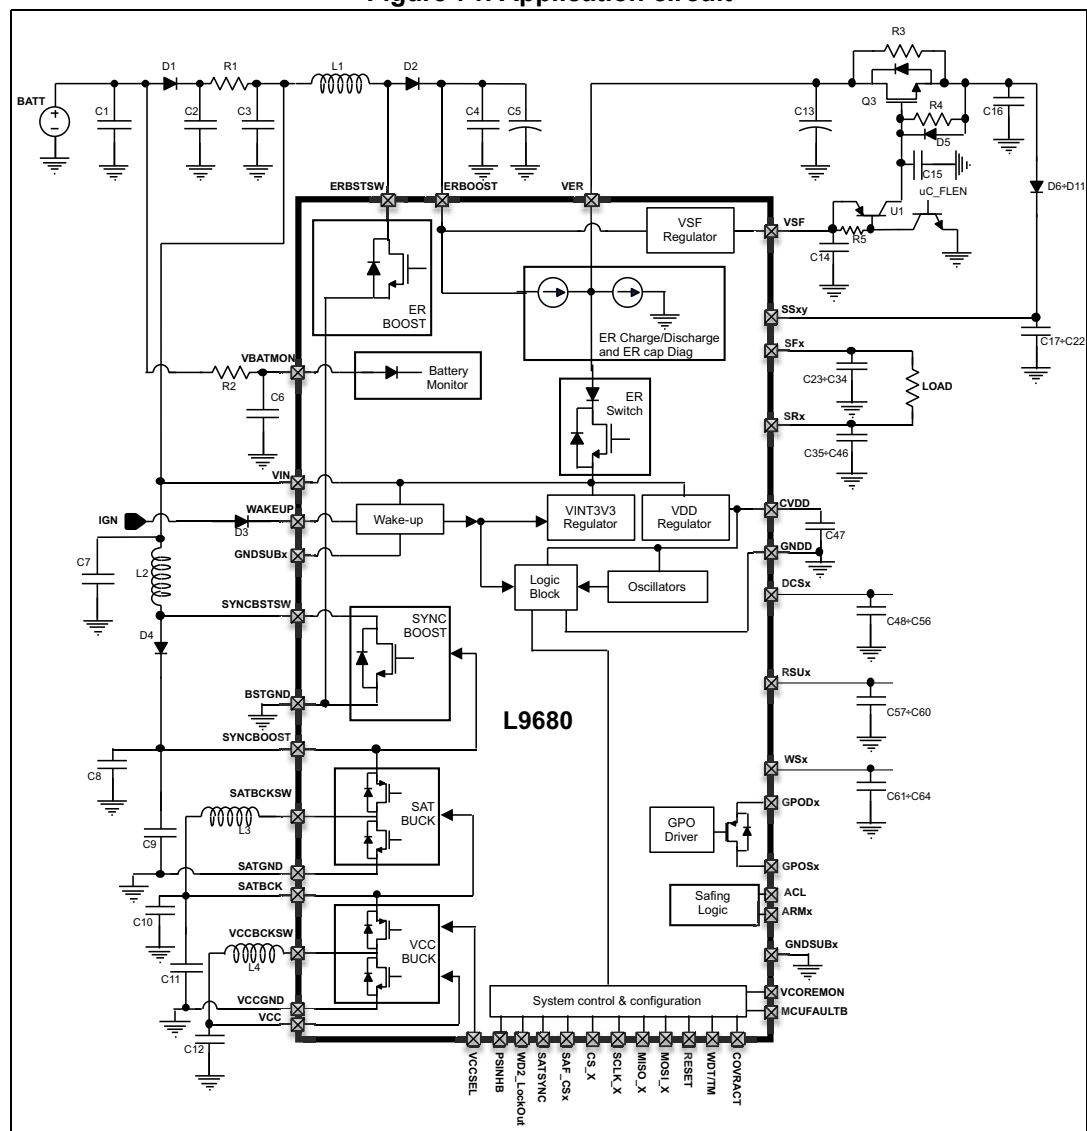 BATT
C1
D1
R1
C2
C3
L1
D2
C4
C5
C13
R3
Q3
R4
D5
C16
C15
uC_FLEN
U1
D6÷D11
ERBSTSW
ERBOOST
VER
VSF
Regulator
VSF
R5
C14
ER
BOOST
ER Charge/Discharge
and ER cap Diag
SSxy
C17÷C22
VBATMON
R2
C6
Battery
Monitor
ER
Switch
SFx
C23÷C34
LOAD
SRx
C35÷C46
VIN
IGN
D3
WAKEUP
Wake-up
VINT3V3
Regulator
VDD
Regulator
CVDD
C47
GNDSUBx
GNDD
C7
L2
Logic
Block
Oscillators
DCSx
C48÷C56
SYNCBSTSW
D4
SYNC
BOOST
RSUx
C57÷C60
BSTGND
L9680
SYNCBOOST
C8
WSx
C61÷C64
SATBCKSW
L3
SAT
BUCK
GPO
Driver
GPODx
C9
SATGND
GPOSx
SATBCK
C10
Safing
Logic
ACL
ARMx
VCCBCKSW
L4
VCC
BUCK
GNDSUBx
C11
VCCGND
VCC
C12
System control & configuration
VCOREMON
MCUFAULTB
VCCSEL
PSINHB
WD2_LockOut
SATSYNC
SAF_CSx
CS_X
SCLK_X
MISO_X
MOSI_X
RESET
WDT/TM
COVRACT